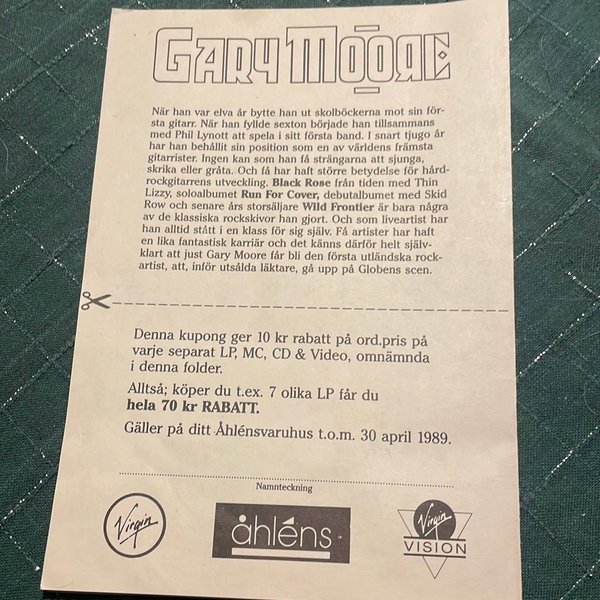 GARY MOORE
När han var elva år bytte han ut skolböckerna mot sin för-
sta gitarr. När han fyllde sexton började han tillsammans
med Phil Lynott att spela i sitt första band. I snart tjugo år
har han behållit sin position som en av världens främsta
gitarrister. Ingen kan som han få strängarna att sjunga,
skrika eller gråta. Och få har haft större betydelse för hård-
rockgitarrens utveckling. Black Rose från tiden med Thin
Lizzy, soloalbumet Run For Cover, debutalbumet med Skid
Row och senare års storsäljare Wild Frontier är bara några
av de klassiska rockskivor han gjort. Och som liveartist har
han alltid stått i en klass för sig själv. Få artister har haft
en lika fantastisk karriär och det känns därför helt själv-
klart att just Gary Moore får bli den första utländska rock-
artist, att, inför utsålda läktare, gå upp på Globens scen.
Denna kupong ger 10 kr rabatt på ord.pris på
varje separat LP, MC, CD & Video, omnämnda
i denna folder.
Alltså; köper du t.ex. 7 olika LP får du
hela 70 kr RABATT.
Gäller på ditt Åhlénsvaruhus t.o.m. 30 april 1989.
Namnteckning
Virgin
åhléns
Virgin
VISION